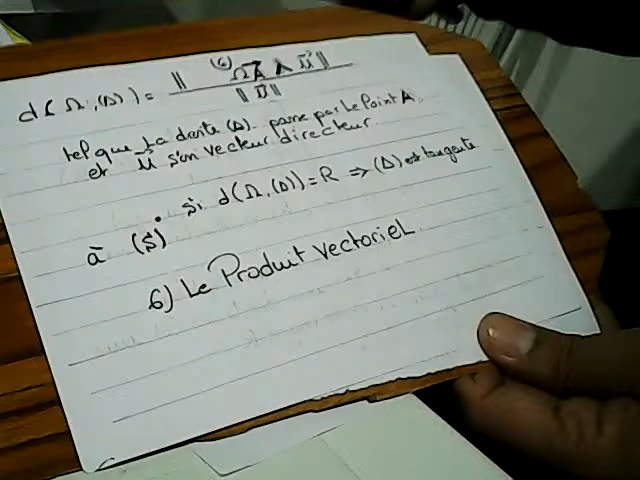 d(Ω,(Δ)) = ‖ (6) ΩA ∧ u ‖ / ‖ u ‖
tel que La droite (Δ) passe par Le Point A
et u son vecteur directeur.
• si d(Ω,(Δ)) = R ⇒ (Δ) est tangente
à (S)
6) Le Produit vectorieL